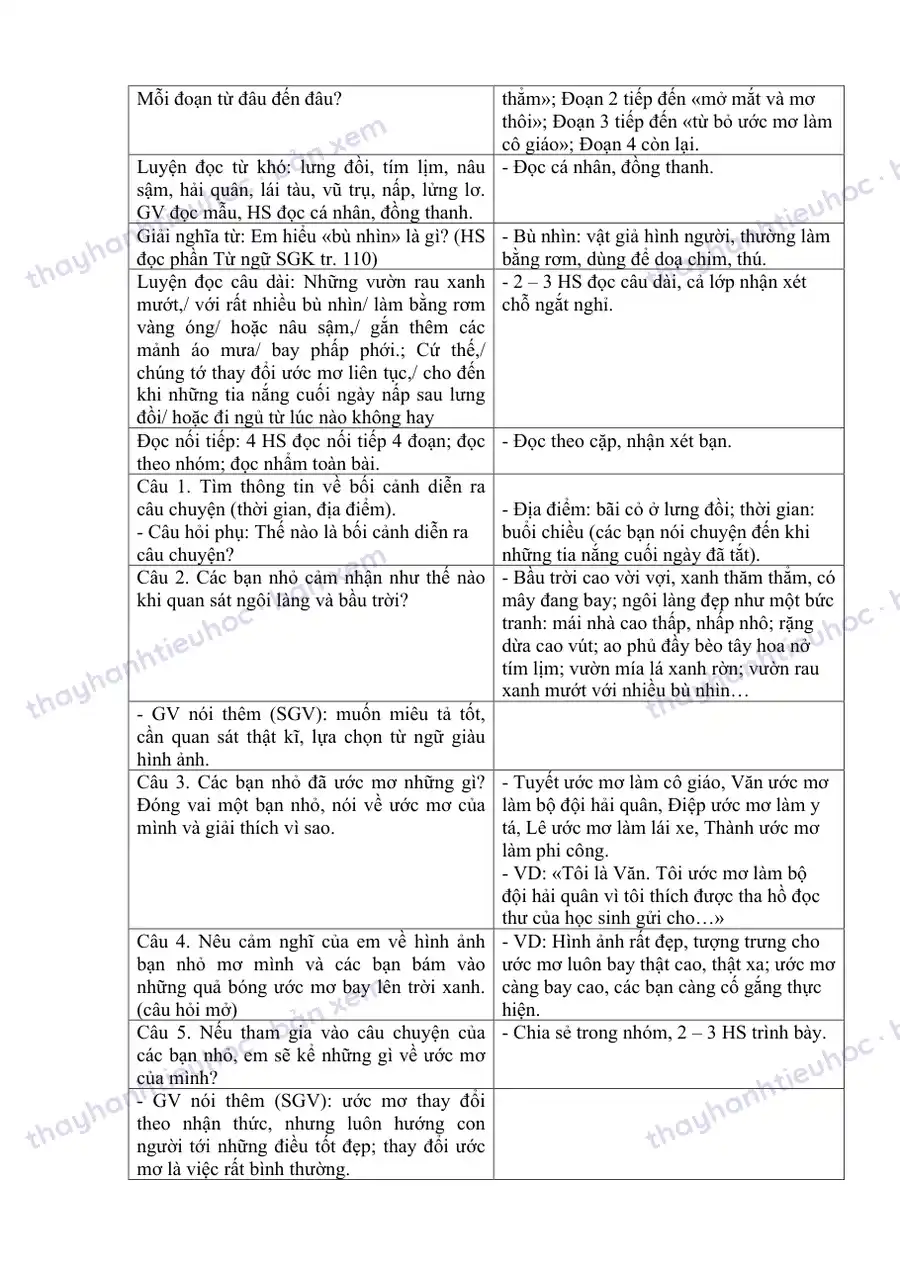 Mỗi đoạn từ đâu đến đâu?
thẳm»; Đoạn 2 tiếp đến «mở mắt và mơ
thôi»; Đoạn 3 tiếp đến «từ bỏ ước mơ làm
cô giáo»; Đoạn 4 còn lại.
Luyện đọc từ khó: lưng đồi, tím lịm, nâu
sậm, hải quân, lái tàu, vũ trụ, nấp, lửng lơ.
GV đọc mẫu, HS đọc cá nhân, đồng thanh.
- Đọc cá nhân, đồng thanh.
Giải nghĩa từ: Em hiểu «bù nhìn» là gì? (HS
đọc phần Từ ngữ SGK tr. 110)
- Bù nhìn: vật giả hình người, thường làm
bằng rơm, dùng để doạ chim, thú.
Luyện đọc câu dài: Những vườn rau xanh
mướt,/ với rất nhiều bù nhìn/ làm bằng rơm
vàng óng/ hoặc nâu sậm,/ gắn thêm các
mảnh áo mưa/ bay phấp phới.; Cứ thế,/
chúng tớ thay đổi ước mơ liên tục,/ cho đến
khi những tia nắng cuối ngày nấp sau lưng
đồi/ hoặc đi ngủ từ lúc nào không hay
- 2 – 3 HS đọc câu dài, cả lớp nhận xét
chỗ ngắt nghỉ.
Đọc nối tiếp: 4 HS đọc nối tiếp 4 đoạn; đọc
theo nhóm; đọc nhẩm toàn bài.
- Đọc theo cặp, nhận xét bạn.
Câu 1. Tìm thông tin về bối cảnh diễn ra
câu chuyện (thời gian, địa điểm).
- Câu hỏi phụ: Thế nào là bối cảnh diễn ra
câu chuyện?
- Địa điểm: bãi cỏ ở lưng đồi; thời gian:
buổi chiều (các bạn nói chuyện đến khi
những tia nắng cuối ngày đã tắt).
Câu 2. Các bạn nhỏ cảm nhận như thế nào
khi quan sát ngôi làng và bầu trời?
- Bầu trời cao vời vợi, xanh thăm thẳm, có
mây đang bay; ngôi làng đẹp như một bức
tranh: mái nhà cao thấp, nhấp nhô; rặng
dừa cao vút; ao phủ đầy bèo tây hoa nở
tím lịm; vườn mía lá xanh rờn; vườn rau
xanh mướt với nhiều bù nhìn…
- GV nói thêm (SGV): muốn miêu tả tốt,
cần quan sát thật kĩ, lựa chọn từ ngữ giàu
hình ảnh.
Câu 3. Các bạn nhỏ đã ước mơ những gì?
Đóng vai một bạn nhỏ, nói về ước mơ của
mình và giải thích vì sao.
- Tuyết ước mơ làm cô giáo, Văn ước mơ
làm bộ đội hải quân, Điệp ước mơ làm y
tá, Lê ước mơ làm lái xe, Thành ước mơ
làm phi công.
- VD: «Tôi là Văn. Tôi ước mơ làm bộ
đội hải quân vì tôi thích được tha hồ đọc
thư của học sinh gửi cho…»
Câu 4. Nêu cảm nghĩ của em về hình ảnh
bạn nhỏ mơ mình và các bạn bám vào
những quả bóng ước mơ bay lên trời xanh.
(câu hỏi mở)
- VD: Hình ảnh rất đẹp, tượng trưng cho
ước mơ luôn bay thật cao, thật xa; ước mơ
càng bay cao, các bạn càng cố gắng thực
hiện.
Câu 5. Nếu tham gia vào câu chuyện của
các bạn nhỏ, em sẽ kể những gì về ước mơ
của mình?
- Chia sẻ trong nhóm, 2 – 3 HS trình bày.
- GV nói thêm (SGV): ước mơ thay đổi
theo nhận thức, nhưng luôn hướng con
người tới những điều tốt đẹp; thay đổi ước
mơ là việc rất bình thường.
thayhanhtieuhoc · bản xem
thayhanhtieuhoc · b
thayhanhtieuhoc · bản xem
thayhanhtieuhoc · b
thayhanhtieuhoc · bản xem
thayhanhtieuhoc · b